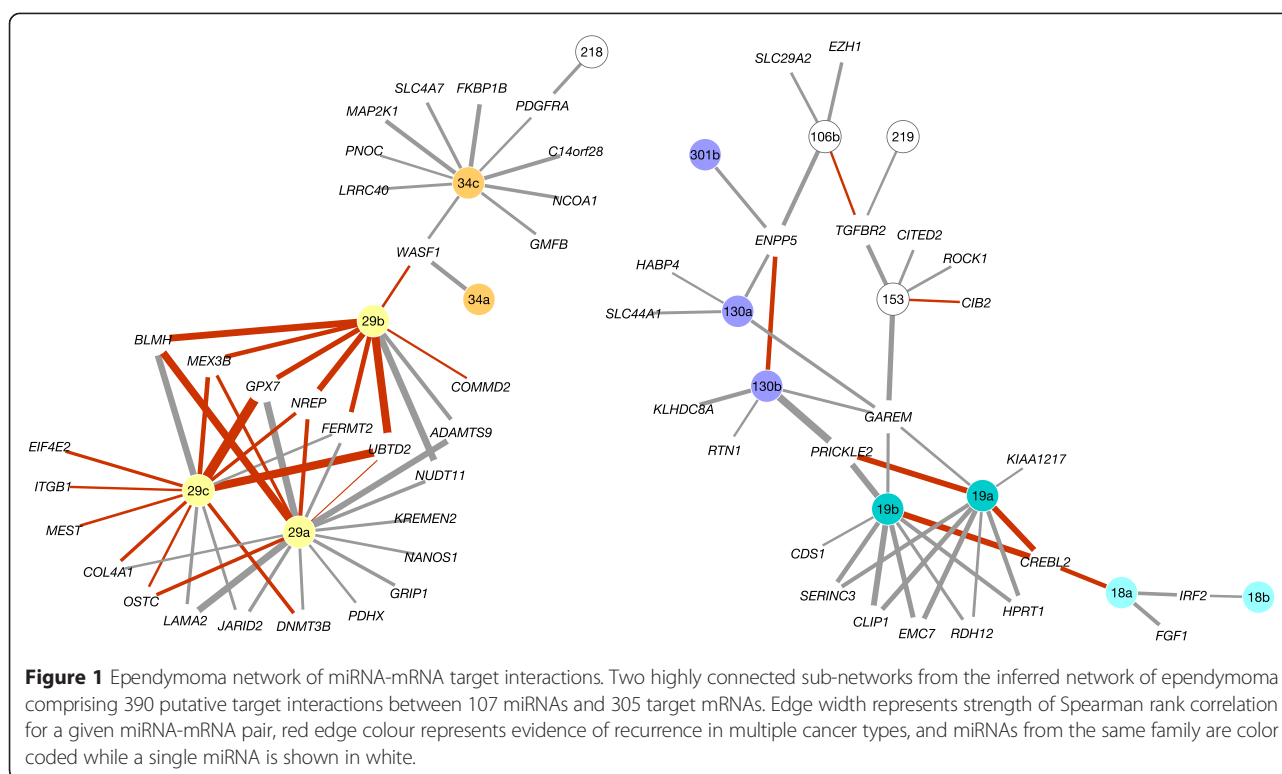 218
EZH1
SLC29A2
SLC4A7
FKBP1B
PDGFRA
MAP2K1
106b
219
PNOC
C14orf28
301b
34c
LRRC40
NCOA1
TGFBR2
CITED2
ENPP5
GMFB
WASF1
ROCK1
HABP4
34a
153
CIB2
SLC44A1
130a
29b
BLMH
MEX3B
GPX7
COMMD2
130b
NREP
KLHDC8A
GAREM
FERMT2
ADAMTS9
RTN1
PRICKLE2
KIAA1217
EIF4E2
UBTD2
NUDT11
ITGB1
29c
19a
19b
MEST
29a
KREMEN2
CDS1
NANOS1
CREBL2
COL4A1
GRIP1
SERINC3
18a
IRF2
18b
OSTC
HPRT1
LAMA2
JARID2
DNMT3B
PDHX
CLIP1
EMC7
RDH12
FGF1
Figure 1 Ependymoma network of miRNA-mRNA target interactions. Two highly connected sub-networks from the inferred network of ependymoma
comprising 390 putative target interactions between 107 miRNAs and 305 target mRNAs. Edge width represents strength of Spearman rank correlation
for a given miRNA-mRNA pair, red edge colour represents evidence of recurrence in multiple cancer types, and miRNAs from the same family are color
coded while a single miRNA is shown in white.